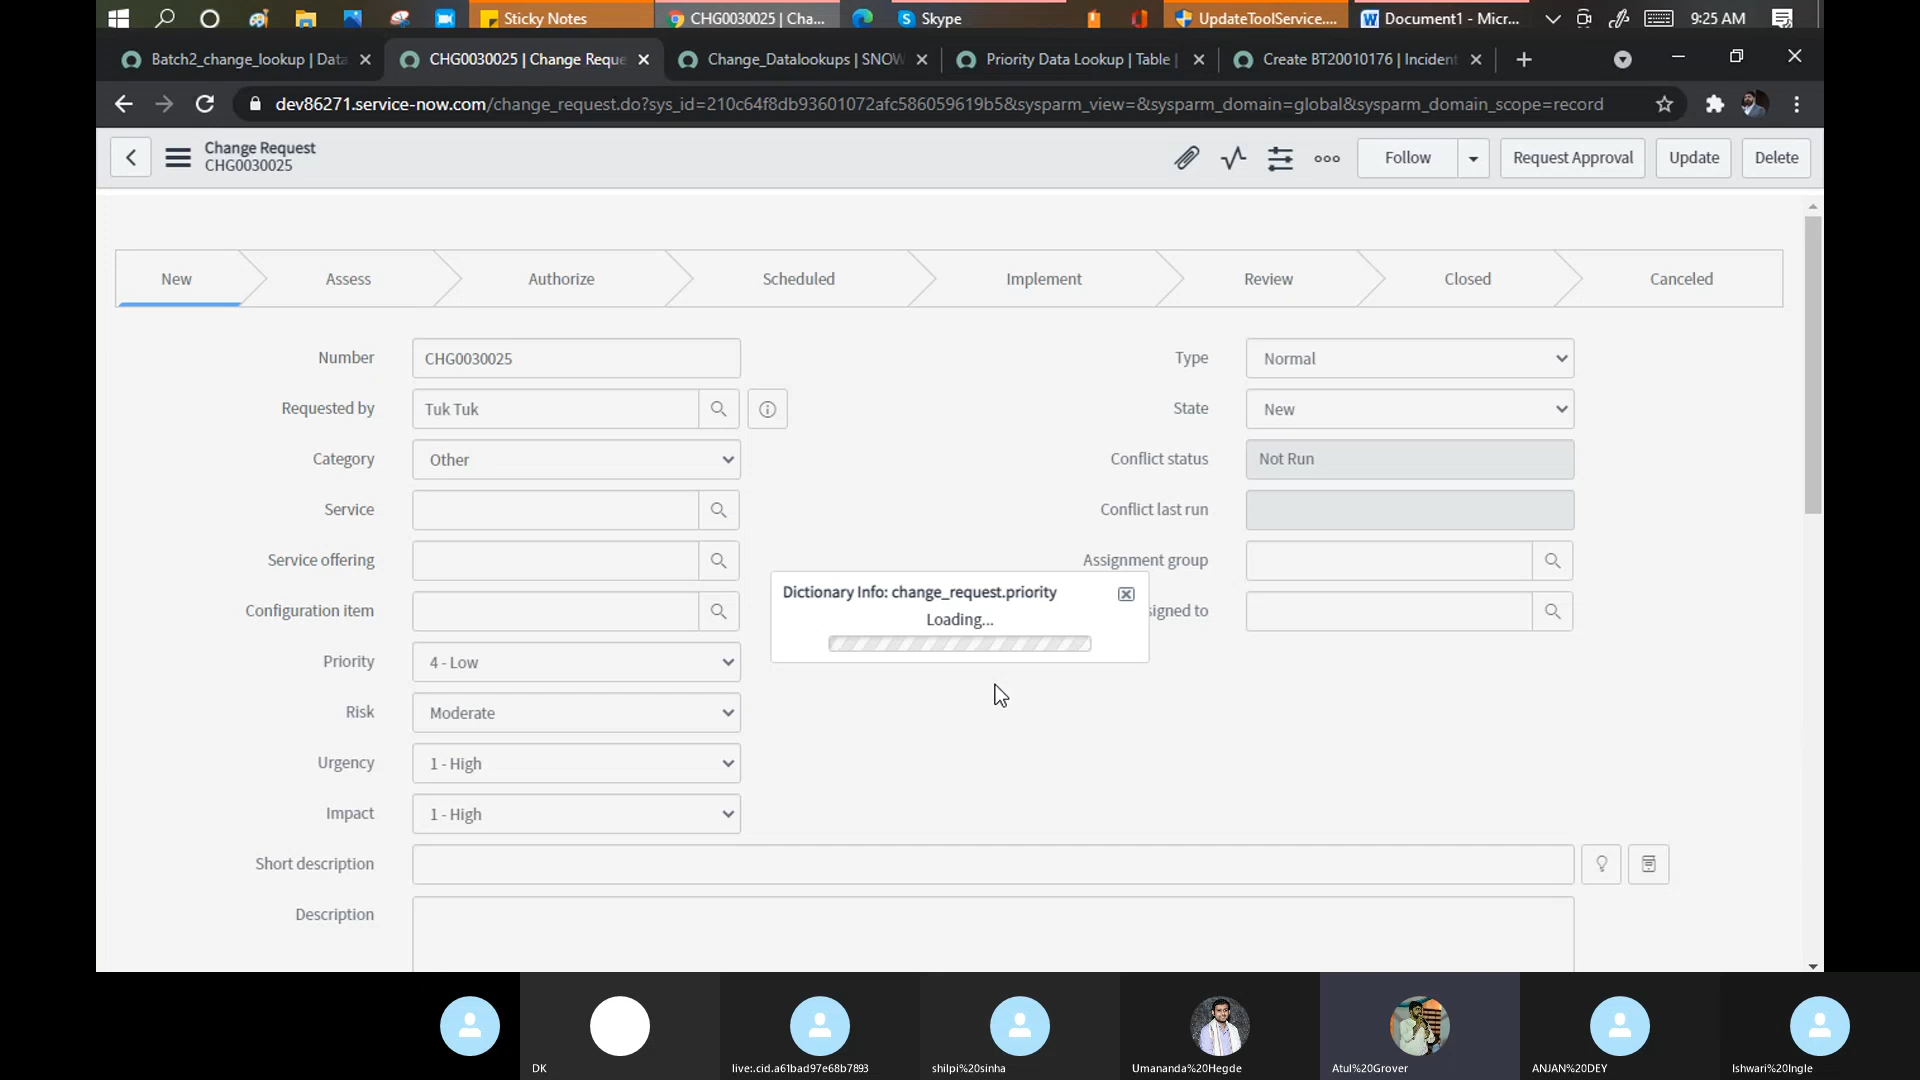 Sticky Notes
CHG0030025 | Cha...
Skype
UpdateToolService....
Document1 - Micr...
9:25 AM
Batch2_change_lookup | Data
CHG0030025 | Change Reque
Change_Datalookups | SNOW
Priority Data Lookup | Table |
Create BT20010176 | Incident
dev86271.service-now.com/change_request.do?sys_id=210c64f8db93601072afc586059619b5&sysparm_view=&sysparm_domain=global&sysparm_domain_scope=record
Change Request
CHG0030025
Follow
Request Approval
Update
Delete
New
Assess
Authorize
Scheduled
Implement
Review
Closed
Canceled
Number
CHG0030025
Type
Normal
Requested by
Tuk Tuk
State
New
Category
Other
Conflict status
Not Run
Service
Conflict last run
Service offering
Assignment group
Dictionary Info: change_request.priority
Loading...
Configuration item
signed to
Priority
4 - Low
Risk
Moderate
Urgency
1 - High
Impact
1 - High
Short description
Description
DK
live:.cid.a61bad97e68b7893
shilpi%20sinha
Umananda%20Hegde
Atul%20Grover
ANJAN%20DEY
Ishwari%20Ingle